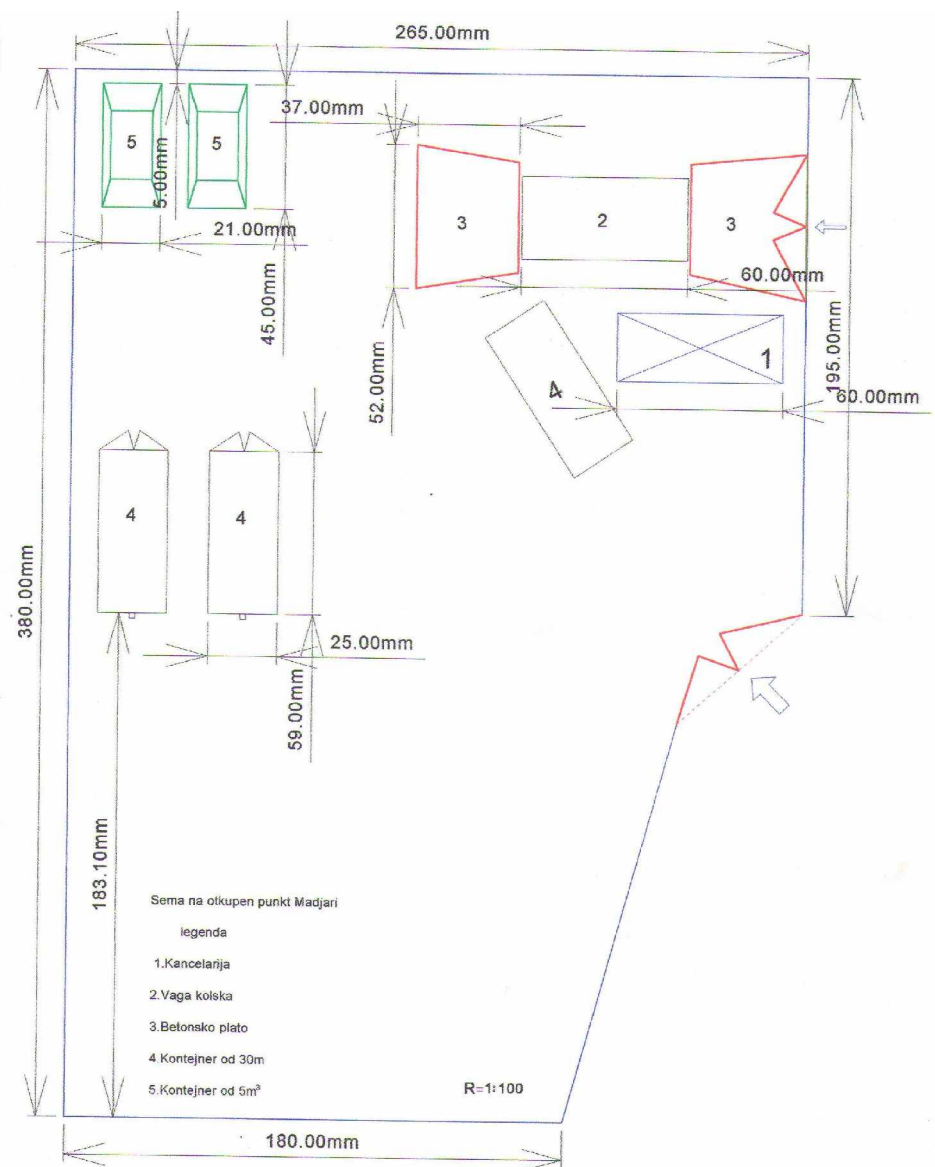 265.00mm
37.00mm
5
5
5.00mm
3
2
3
21.00mm
60.00mm
45.00mm
52.00mm
195.00mm
1
4
60.00mm
4
4
380.00mm
25.00mm
59.00mm
183.10mm
Sema na otkupen punkt Madjari
legenda
1.Kancelarija
2.Vaga kolska
3.Betonsko plato
4.Kontejner od 30m
5.Kontejner od 5m³
R=1:100
180.00mm